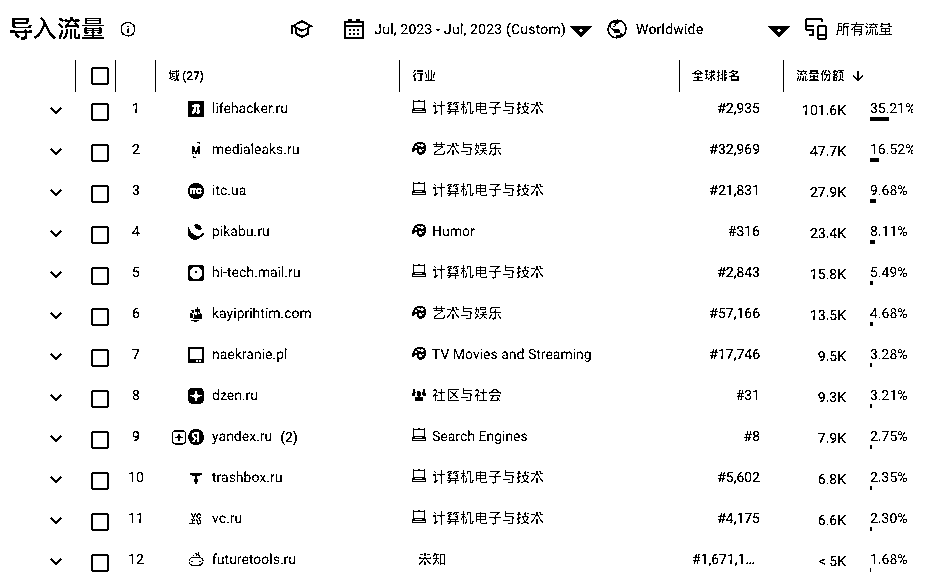 导入流量 Jul, 2023 - Jul, 2023 (Custom) Worldwide 所有流量
域 (27) 行业 全球排名 流量份额 ↓
1 lifehacker.ru 计算机电子与技术 #2,935 101.6K 35.21%
2 medialeaks.ru 艺术与娱乐 #32,969 47.7K 16.52%
3 itc.ua 计算机电子与技术 #21,831 27.9K 9.68%
4 pikabu.ru Humor #316 23.4K 8.11%
5 hi-tech.mail.ru 计算机电子与技术 #2,843 15.8K 5.49%
6 kayiprihtim.com 艺术与娱乐 #57,166 13.5K 4.68%
7 naekranie.pl TV Movies and Streaming #17,746 9.5K 3.28%
8 dzen.ru 社区与社会 #31 9.3K 3.21%
9 yandex.ru (2) Search Engines #8 7.9K 2.75%
10 trashbox.ru 计算机电子与技术 #5,602 6.8K 2.35%
11 vc.ru 计算机电子与技术 #4,175 6.6K 2.30%
12 futuretools.ru 未知 #1,671,1... < 5K 1.68%